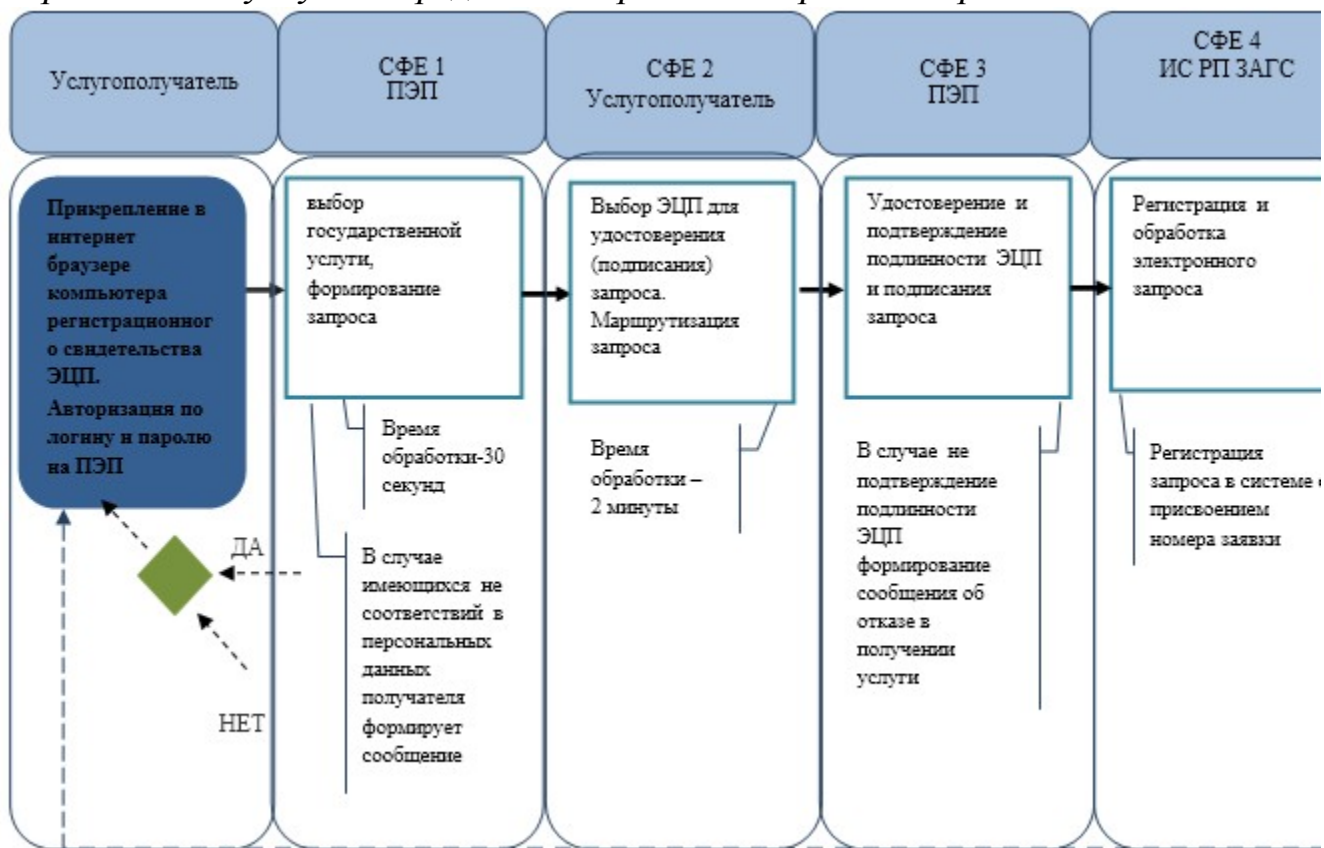 Услугополучатель
СФЕ 1
ПЭП
СФЕ 2
Услугополучатель
СФЕ 3
ПЭП
СФЕ 4
ИС РП ЗАГС
Прикрепление в
интернет
браузере
компьютера
регистрационног
о свидетельства
ЭЦП.
Авторизация по
логину и паролю
на ПЭП
выбор
государственной
услуги,
формирование
запроса
Выбор ЭЦП для
удостоверения
(подписания)
запроса.
Маршрутизация
запроса
Удостоверение и
подтверждение
подлинности ЭЦП
и подписания
запроса
Регистрация и
обработка
электронного
запроса
Время
обработки-30
секунд
Время
обработки –
2 минуты
В случае не
подтверждение
подлинности
ЭЦП
формирование
сообщения об
отказе в
получении
услуги
Регистрация
запроса в системе с
присвоением
номера заявки
ДА
В случае
имеющихся не
соответствий в
персональных
данных
получателя
формирует
сообщение
НЕТ